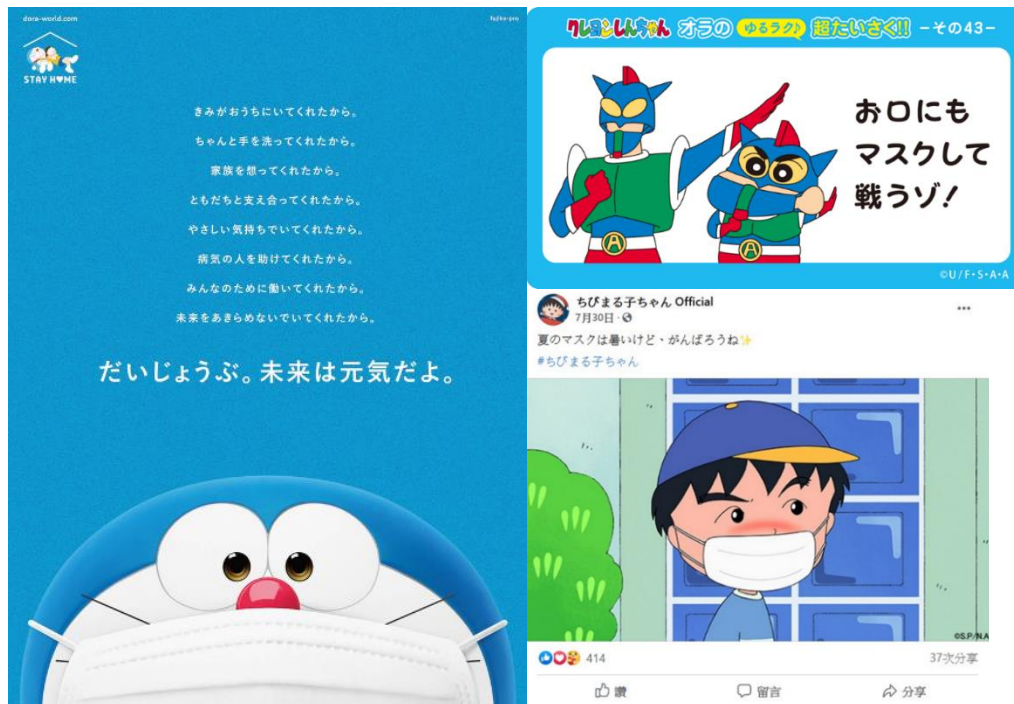 dora-world.com
fujiko-pro
STAY H♥ME
きみがおうちにいてくれたから。
ちゃんと手を洗ってくれたから。
家族を想ってくれたから。
ともだちと支え合ってくれたから。
やさしい気持ちでいてくれたから。
病気の人を助けてくれたから。
みんなのために働いてくれたから。
未来をあきらめないでいてくれたから。
だいじょうぶ。未来は元気だよ。
クレヨンしんちゃん オラの ゆるラク♪ 超たいさく!! －その43－
お口にも
マスクして
戦うゾ!
©U/F・S・A・A
ちびまる子ちゃん Official
7月30日
夏のマスクは暑いけど、がんばろうね✨
#ちびまる子ちゃん
©S.P/N.A
414
37次分享
讚 留言 分享